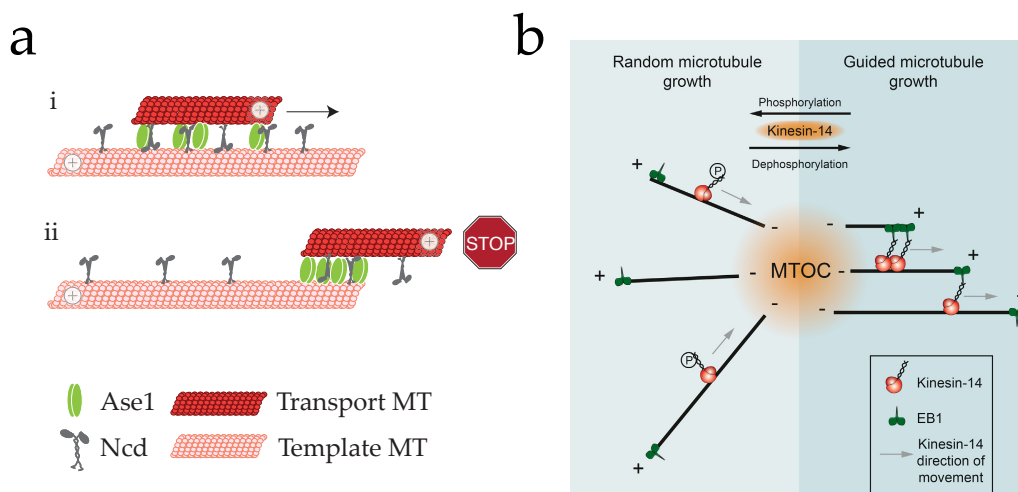 a
i
+
+
ii
+
STOP
+
Ase1
Transport MT
Ncd
Template MT
b
Random microtubule
growth
Guided microtubule
growth
Phosphorylation
Kinesin-14
Dephosphorylation
+
P
-
-
+
+
-
MTOC
-
+
-
-
+
P
+
Kinesin-14
EB1
Kinesin-14
direction of
movement